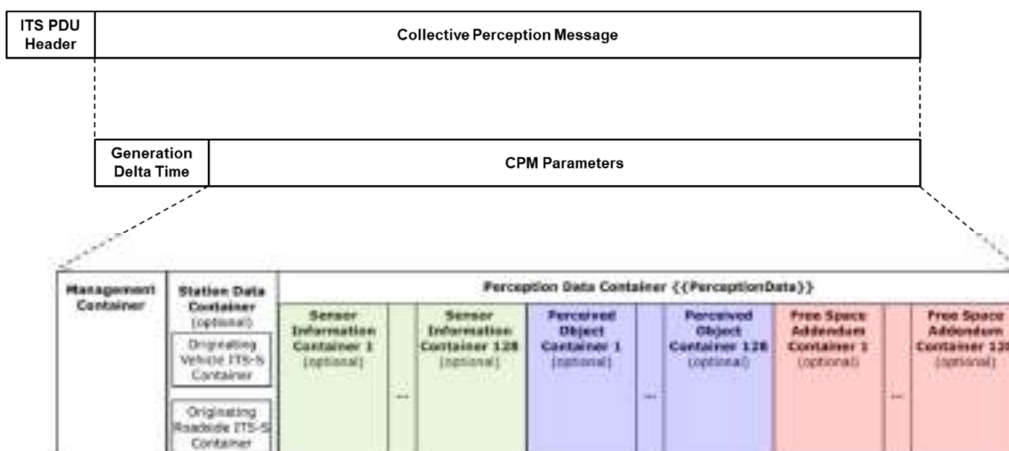 ITS PDU
Header
Collective Perception Message
Generation
Delta Time
CPM Parameters
Management
Container
Station Data
Container
(optional)
Originating
Vehicle ITS-S
Container
Originating
Roadside ITS-S
Container
Perception Data Container {{PerceptionData}}
Sensor
Information
Container 1
(optional)
...
Sensor
Information
Container 128
(optional)
Perceived
Object
Container 1
(optional)
...
Perceived
Object
Container 128
(optional)
Free Space
Addendum
Container 1
(optional)
...
Free Space
Addendum
Container 128
(optional)